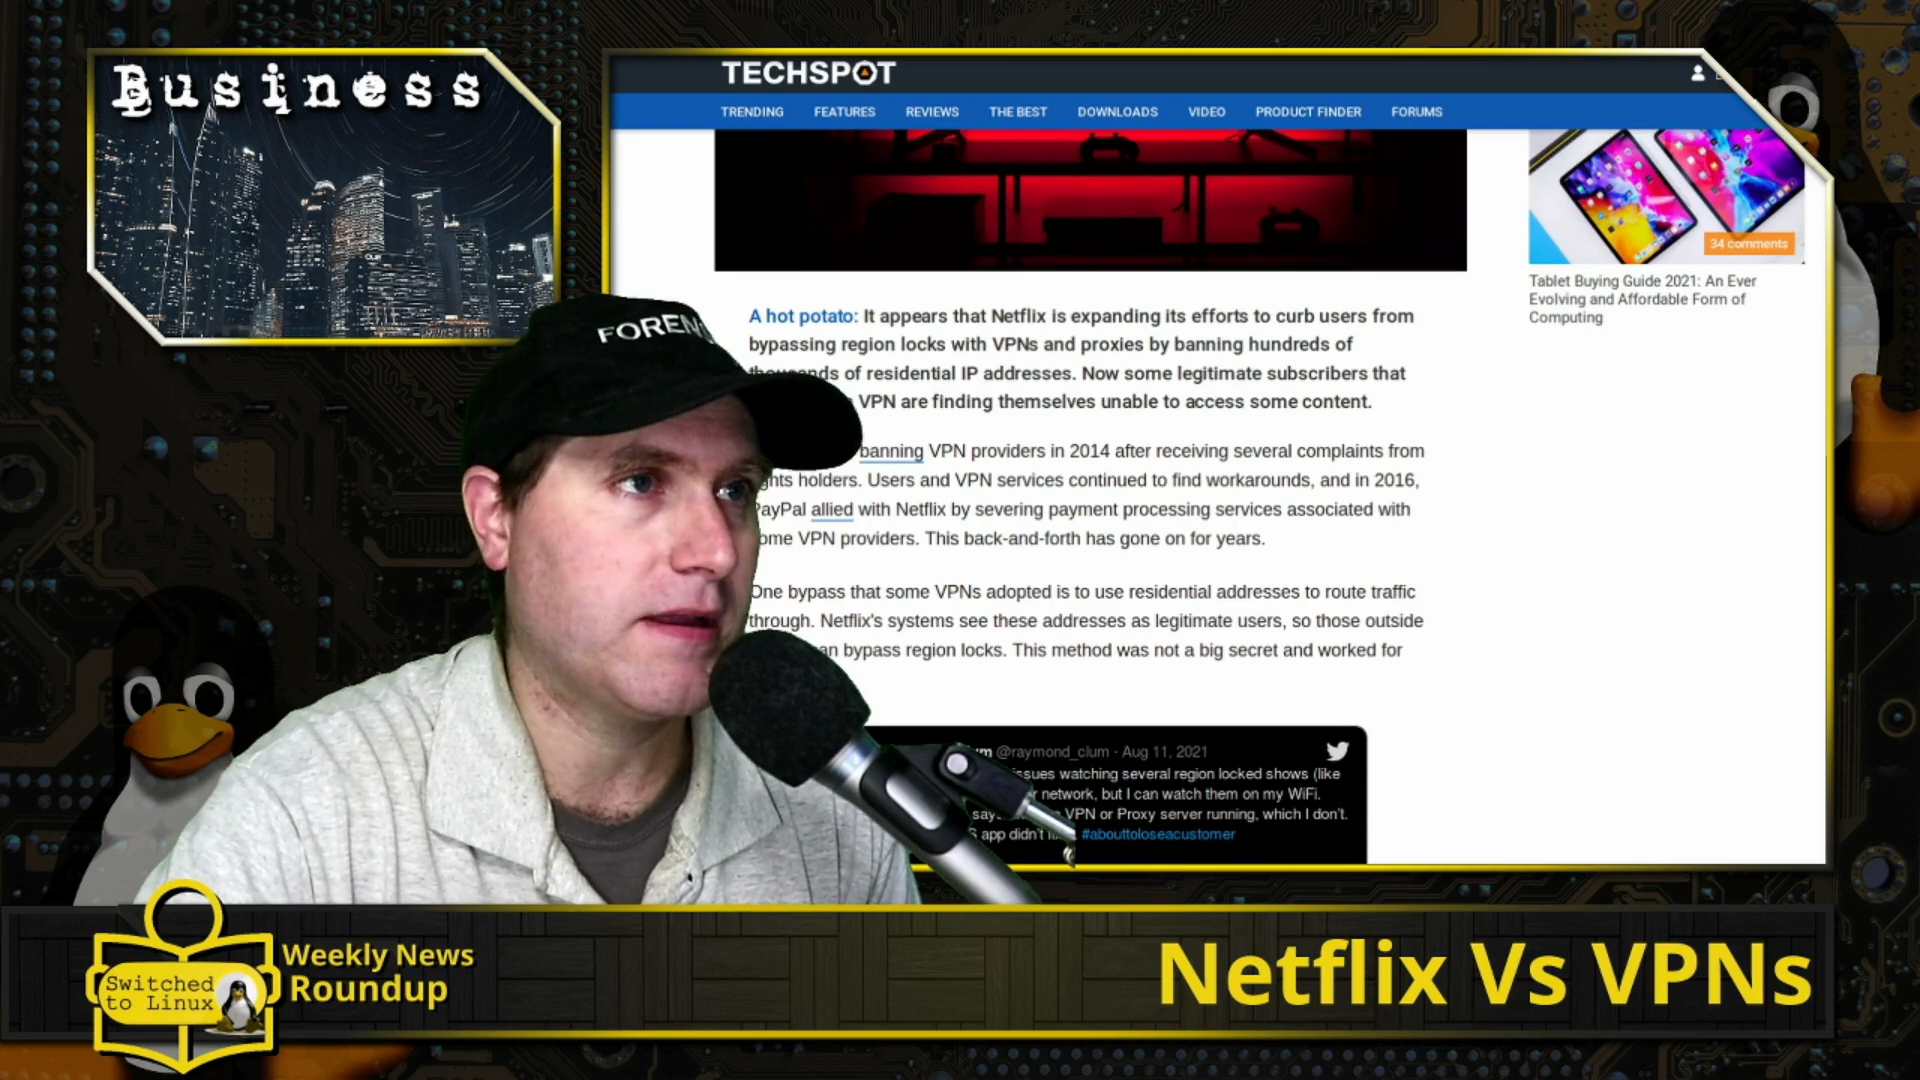 Business
TECHSPOT
TRENDING FEATURES REVIEWS THE BEST DOWNLOADS VIDEO PRODUCT FINDER FORUMS
34 comments
Tablet Buying Guide 2021: An Ever
Evolving and Affordable Form of
Computing
A hot potato: It appears that Netflix is expanding its efforts to curb users from
bypassing region locks with VPNs and proxies by banning hundreds of
thousands of residential IP addresses. Now some legitimate subscribers that
VPN are finding themselves unable to access some content.
banning VPN providers in 2014 after receiving several complaints from
holders. Users and VPN services continued to find workarounds, and in 2016,
PayPal allied with Netflix by severing payment processing services associated with
some VPN providers. This back-and-forth has gone on for years.
One bypass that some VPNs adopted is to use residential addresses to route traffic
through. Netflix's systems see these addresses as legitimate users, so those outside
bypass region locks. This method was not a big secret and worked for
@raymond_clum · Aug 11, 2021
issues watching several region locked shows (like
network, but I can watch them on my WiFi.
VPN or Proxy server running, which I don't.
app didn't #abouttoloseacustomer
Switched
to Linux
Weekly News
Roundup
Netflix Vs VPNs